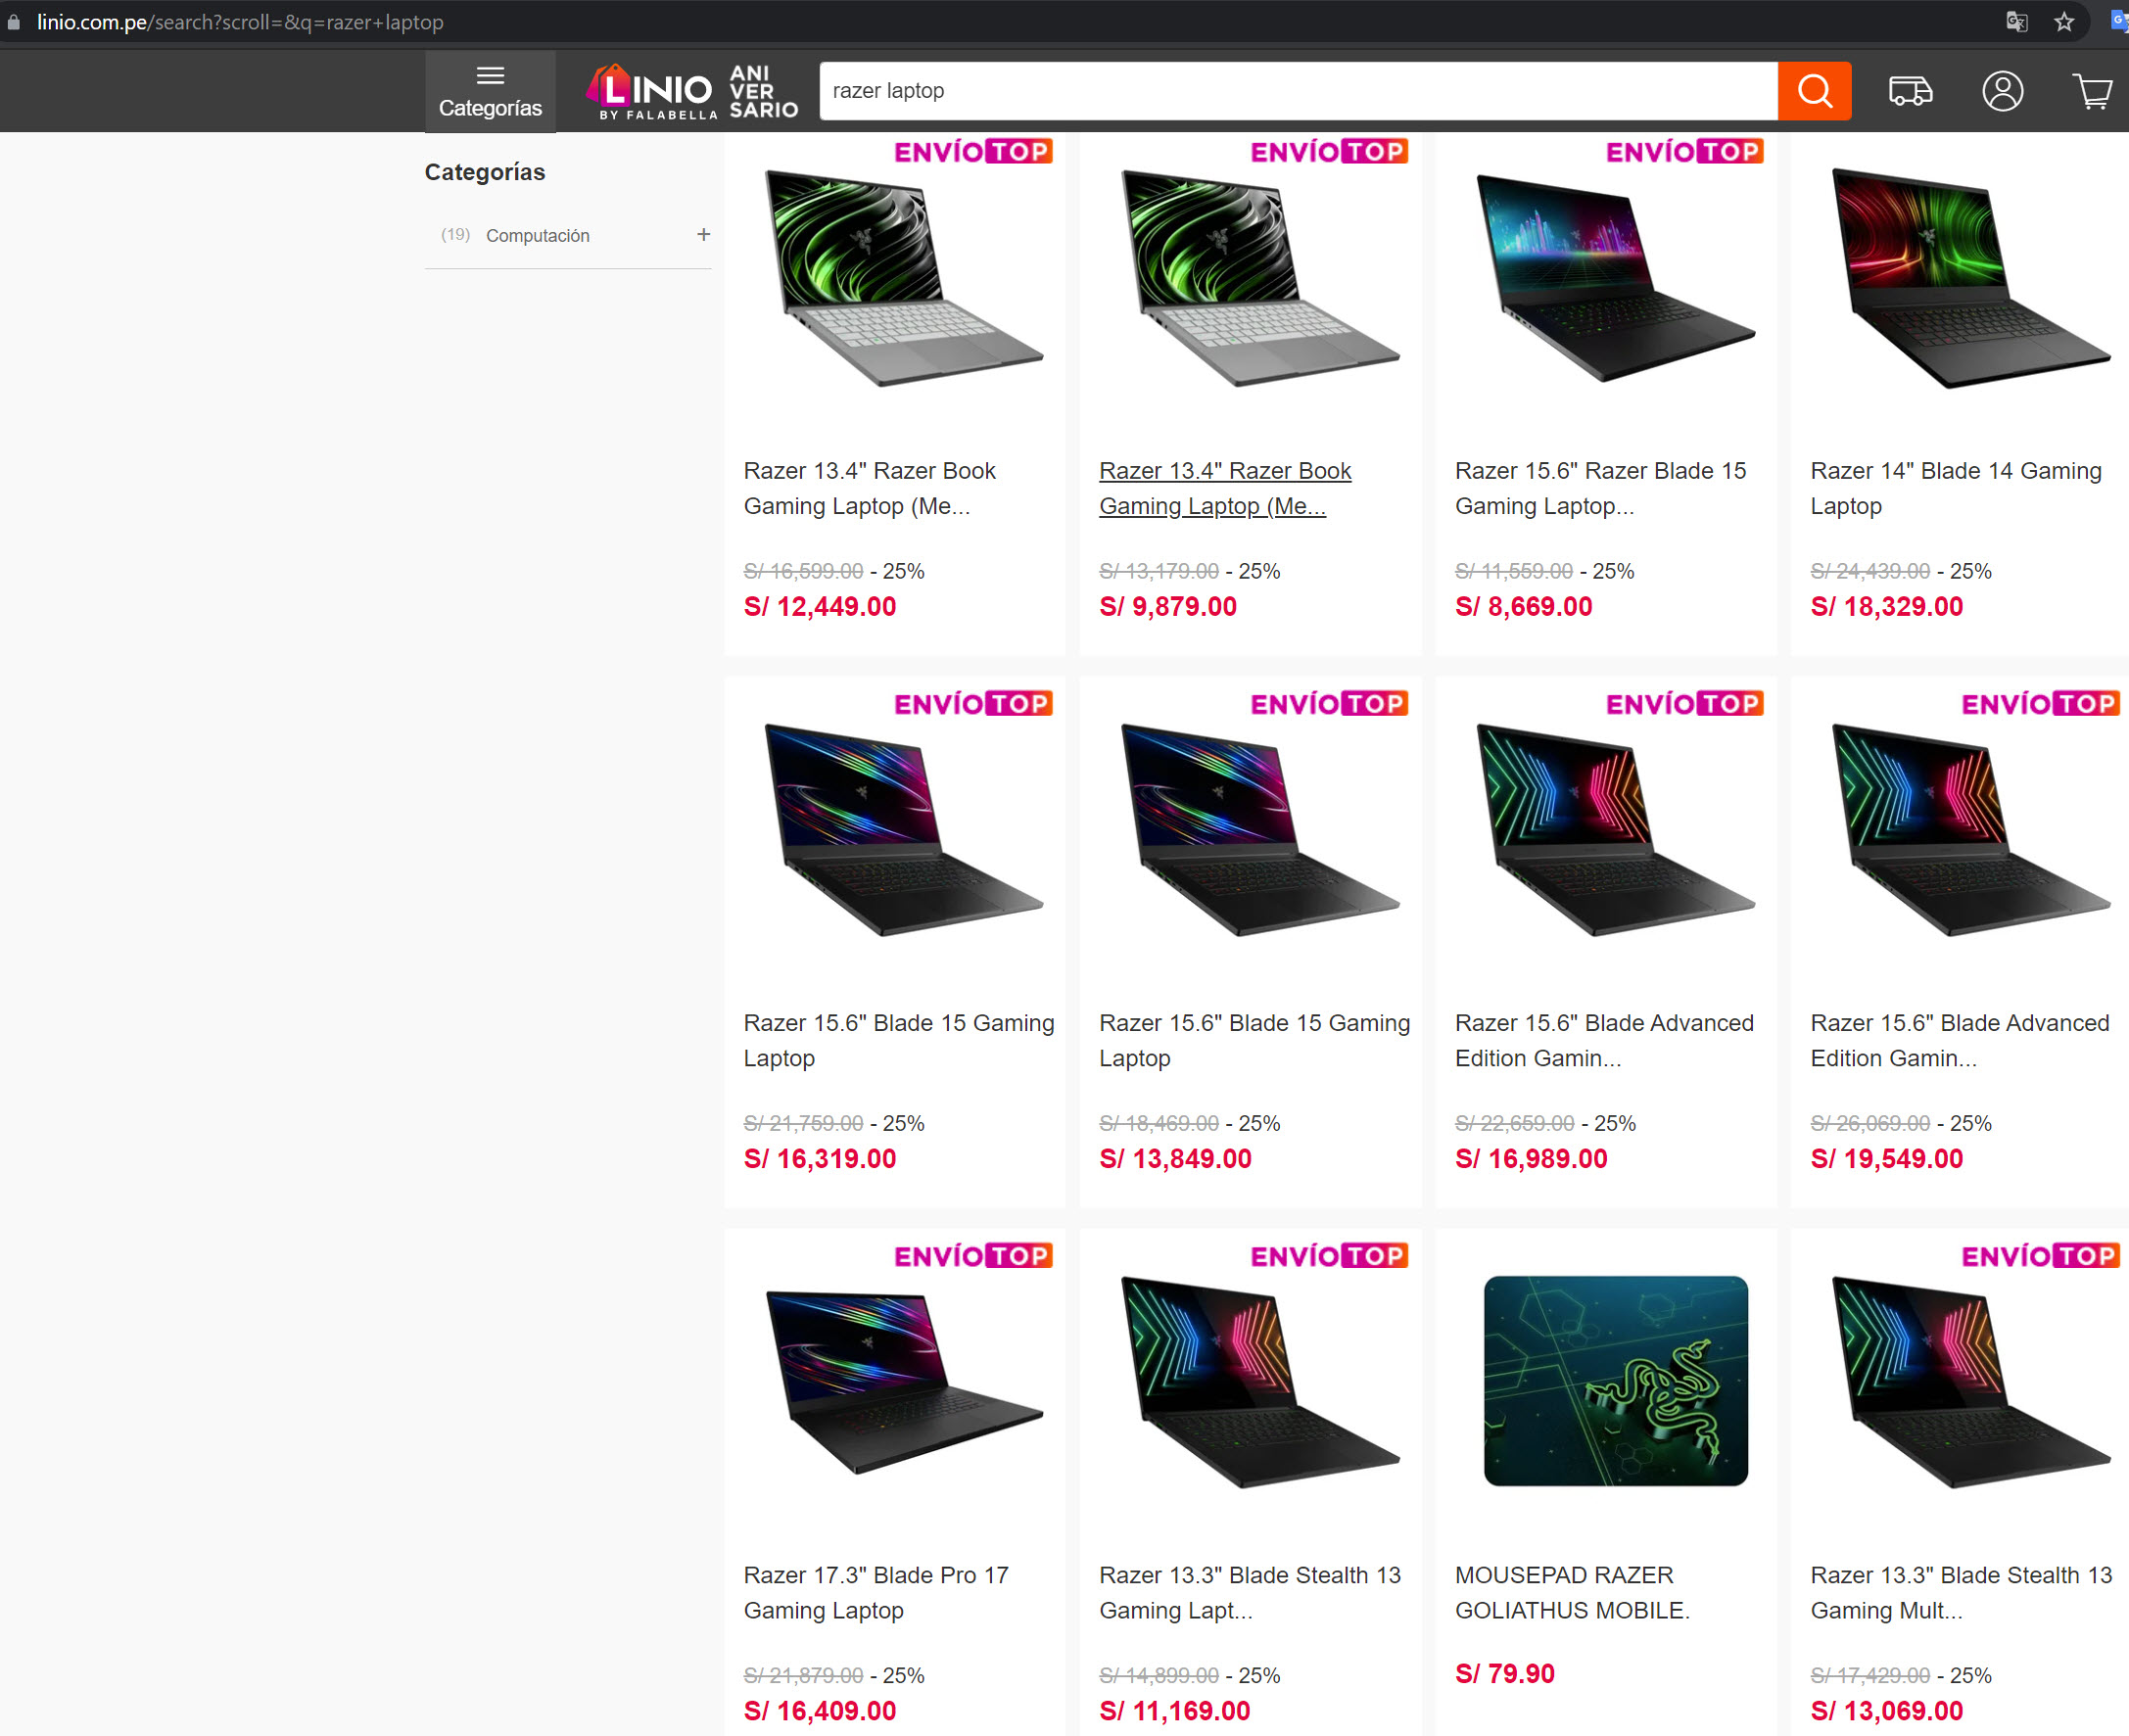 linio.com.pe/search?scroll=&q=razer+laptop
Categorías
LINIO
BY FALABELLA
ANI
VER
SARIO
razer laptop
Categorías
(19) Computación +
ENVÍO TOP
Razer 13.4" Razer Book
Gaming Laptop (Me...
S/ 16,599.00 - 25%
S/ 12,449.00
ENVÍO TOP
Razer 13.4" Razer Book
Gaming Laptop (Me...
S/ 13,179.00 - 25%
S/ 9,879.00
ENVÍO TOP
Razer 15.6" Razer Blade 15
Gaming Laptop...
S/ 11,559.00 - 25%
S/ 8,669.00
Razer 14" Blade 14 Gaming
Laptop
S/ 24,439.00 - 25%
S/ 18,329.00
ENVÍO TOP
Razer 15.6" Blade 15 Gaming
Laptop
S/ 21,759.00 - 25%
S/ 16,319.00
ENVÍO TOP
Razer 15.6" Blade 15 Gaming
Laptop
S/ 18,469.00 - 25%
S/ 13,849.00
ENVÍO TOP
Razer 15.6" Blade Advanced
Edition Gamin...
S/ 22,659.00 - 25%
S/ 16,989.00
ENVÍO TOP
Razer 15.6" Blade Advanced
Edition Gamin...
S/ 26,069.00 - 25%
S/ 19,549.00
ENVÍO TOP
Razer 17.3" Blade Pro 17
Gaming Laptop
S/ 21,879.00 - 25%
S/ 16,409.00
ENVÍO TOP
Razer 13.3" Blade Stealth 13
Gaming Lapt...
S/ 14,899.00 - 25%
S/ 11,169.00
MOUSEPAD RAZER
GOLIATHUS MOBILE.
S/ 79.90
ENVÍO TOP
Razer 13.3" Blade Stealth 13
Gaming Mult...
S/ 17,429.00 - 25%
S/ 13,069.00